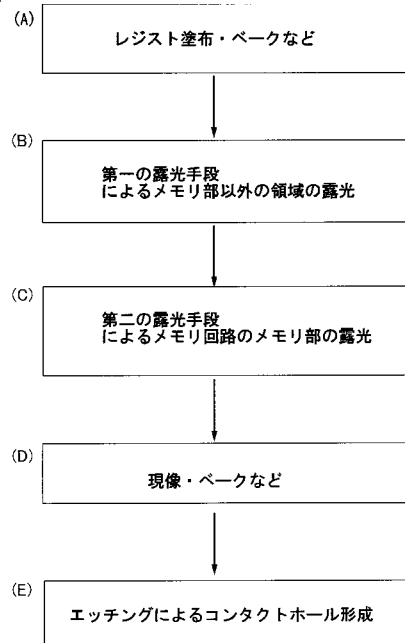 (A)
レジスト塗布・ベークなど
(B)
第一の露光手段
によるメモリ部以外の領域の露光
(C)
第二の露光手段
によるメモリ回路のメモリ部の露光
(D)
現像・ベークなど
(E)
エッチングによるコンタクトホール形成